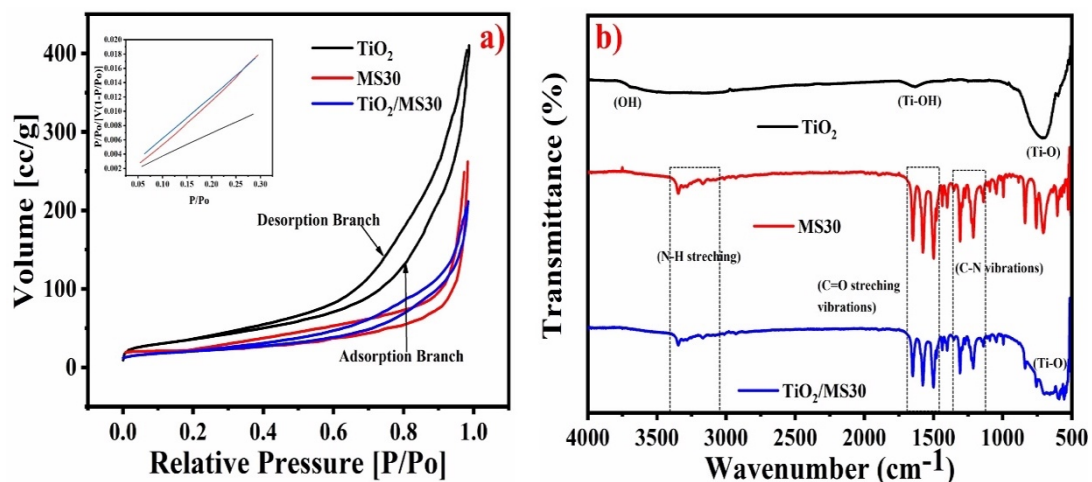 a)
TiO2
MS30
TiO2/MS30
400
300
200
100
0
Volume [cc/g]
0.020
0.018
0.016
0.014
0.012
0.010
0.008
0.006
0.004
0.002
P/Po/[V(1-P/Po)]
0.05 0.10 0.15 0.20 0.25 0.30
P/Po
Desorption Branch
Adsorption Branch
0.0 0.2 0.4 0.6 0.8 1.0
Relative Pressure [P/Po]
b)
Transmittance (%)
(OH)
(Ti-OH)
TiO2
(Ti-O)
MS30
(N-H streching)
(C=O streching
vibrations)
(C-N vibrations)
(Ti-O)
TiO2/MS30
4000 3500 3000 2500 2000 1500 1000 500
Wavenumber (cm-1)